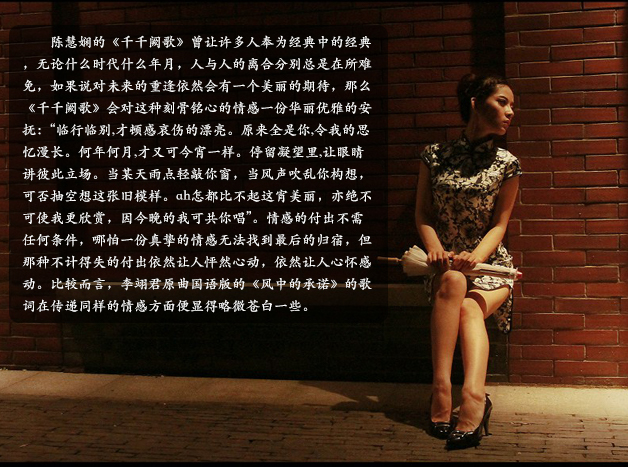 陈慧娴的《千千阙歌》曾让许多人奉为经典中的经典
，无论什么时代什么年月，人与人的离合分别总是在所难
免，如果说对未来的重逢依然会有一个美丽的期待，那么
《千千阙歌》会对这种刻骨铭心的情感一份华丽优雅的安
抚：“临行临别,才顿感哀伤的漂亮。原来全是你,令我的思
忆漫长。何年何月,才又可今宵一样。停留凝望里,让眼睛
讲彼此立场。当某天雨点轻敲你窗，当风声吹乱你构想，
可否抽空想这张旧模样。ah怎都比不起这宵美丽，亦绝不
可使我更欣赏，因今晚的我可共你唱”。情感的付出不需
任何条件，哪怕一份真挚的情感无法找到最后的归宿，但
那种不计得失的付出依然让人怦然心动，依然让人心怀感
动。比较而言，李翊君原曲国语版的《风中的承诺》的歌
词在传递同样的情感方面便显得略微苍白一些。